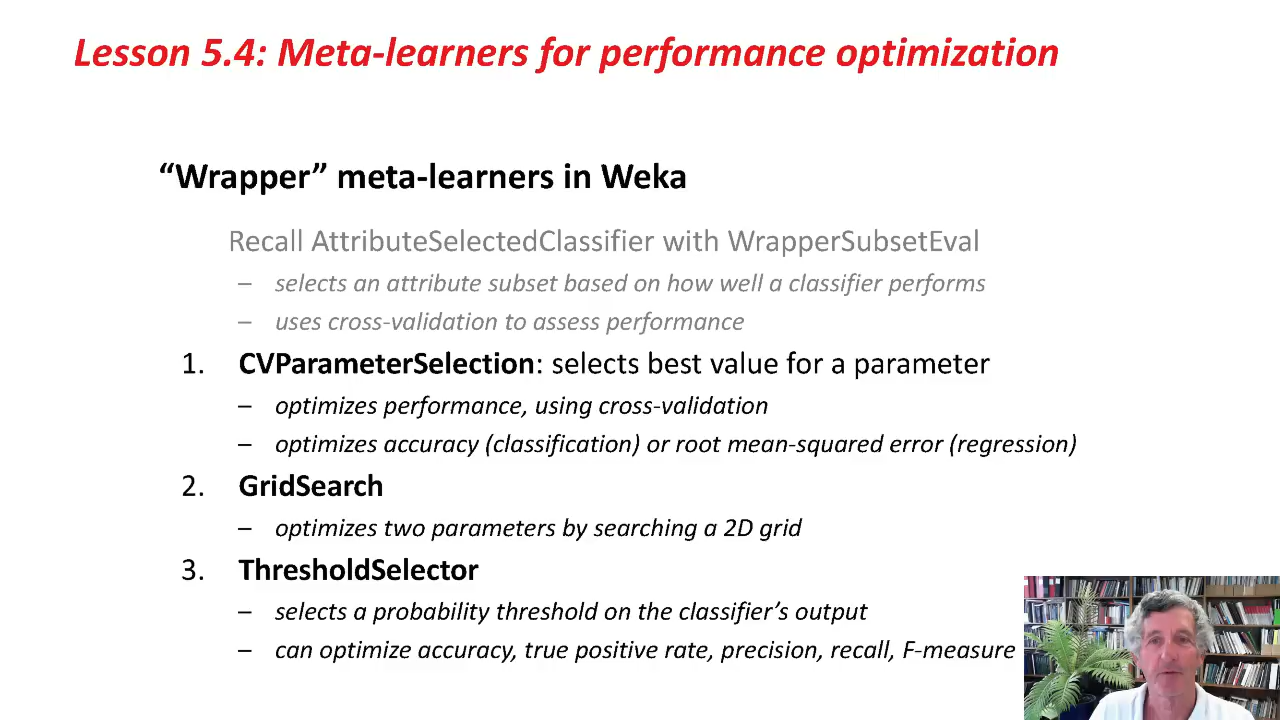 Lesson 5.4: Meta-learners for performance optimization
“Wrapper” meta-learners in Weka
Recall AttributeSelectedClassifier with WrapperSubsetEval
– selects an attribute subset based on how well a classifier performs
– uses cross-validation to assess performance
1. CVParameterSelection: selects best value for a parameter
– optimizes performance, using cross-validation
– optimizes accuracy (classification) or root mean-squared error (regression)
2. GridSearch
– optimizes two parameters by searching a 2D grid
3. ThresholdSelector
– selects a probability threshold on the classifier’s output
– can optimize accuracy, true positive rate, precision, recall, F-measure